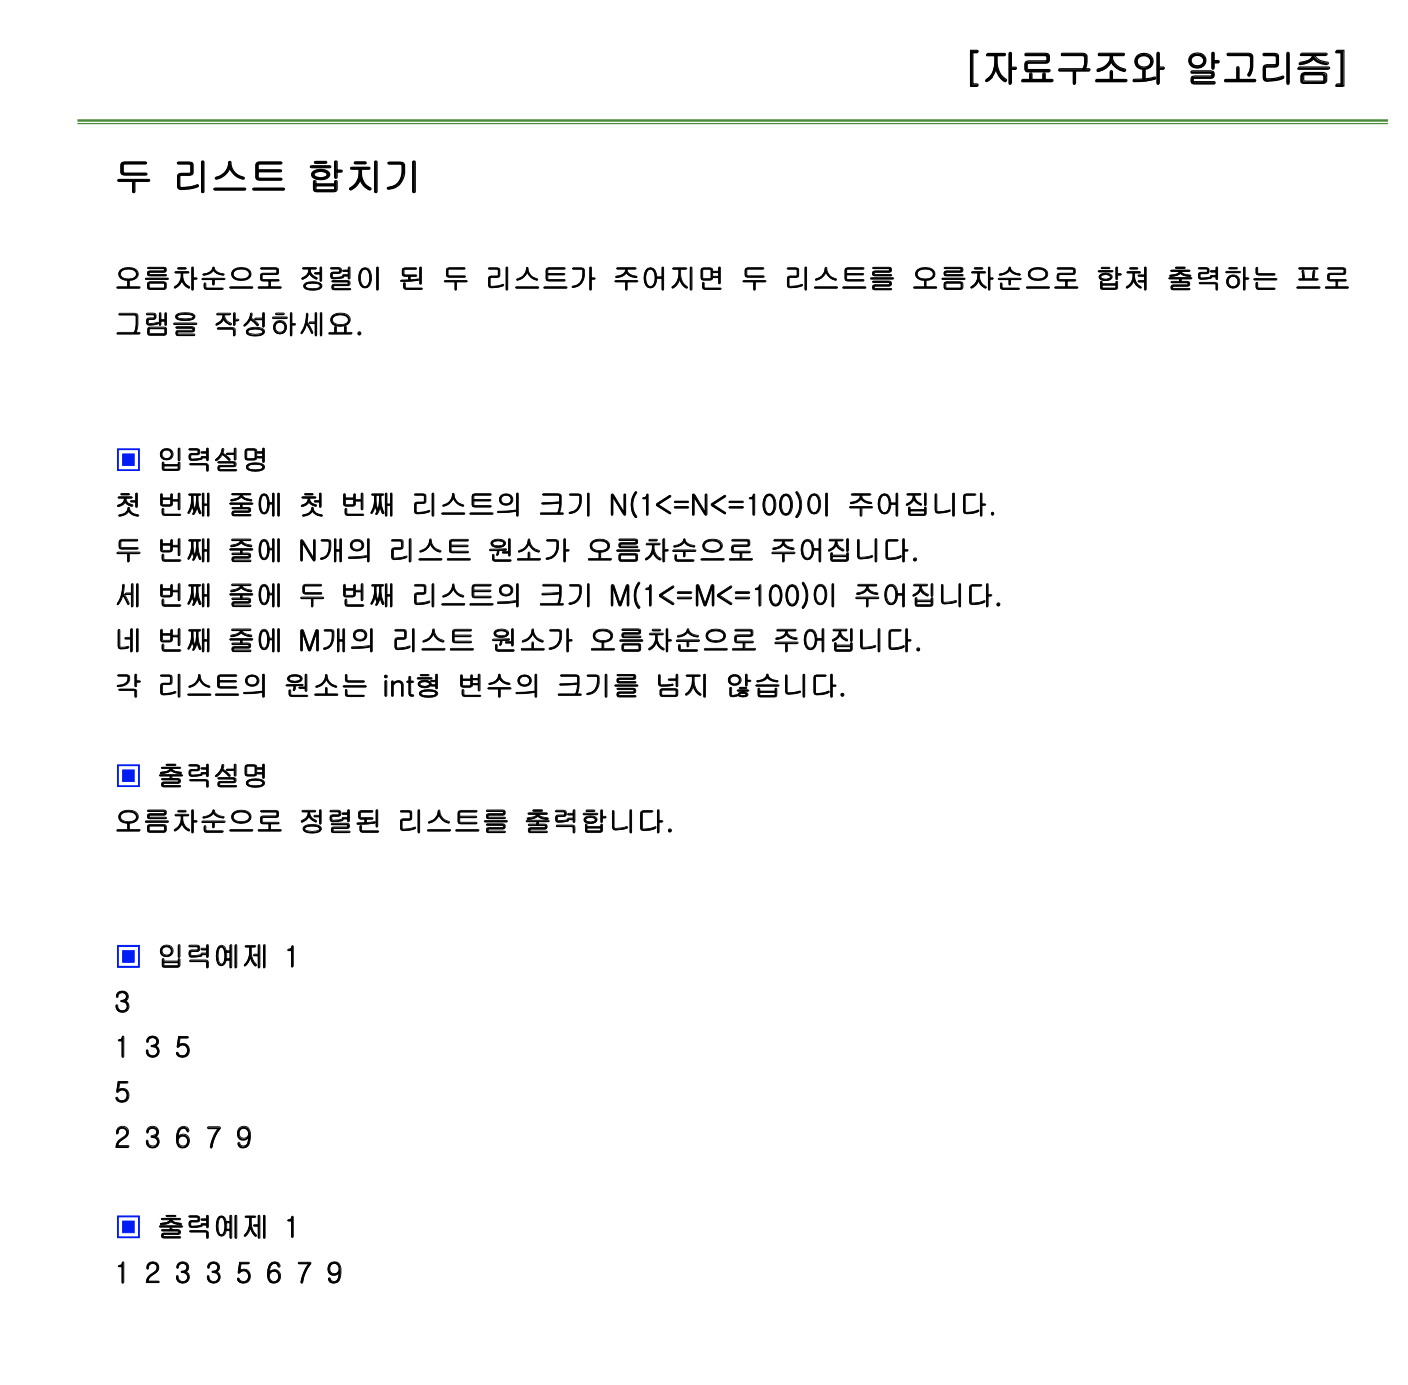 [자료구조와 알고리즘]
두 리스트 합치기
오름차순으로 정렬이 된 두 리스트가 주어지면 두 리스트를 오름차순으로 합쳐 출력하는 프로
그램을 작성하세요.
▣ 입력설명
첫 번째 줄에 첫 번째 리스트의 크기 N(1<=N<=100)이 주어집니다.
두 번째 줄에 N개의 리스트 원소가 오름차순으로 주어집니다.
세 번째 줄에 두 번째 리스트의 크기 M(1<=M<=100)이 주어집니다.
네 번째 줄에 M개의 리스트 원소가 오름차순으로 주어집니다.
각 리스트의 원소는 int형 변수의 크기를 넘지 않습니다.
▣ 출력설명
오름차순으로 정렬된 리스트를 출력합니다.
▣ 입력예제 1
3
1 3 5
5
2 3 6 7 9
▣ 출력예제 1
1 2 3 3 5 6 7 9